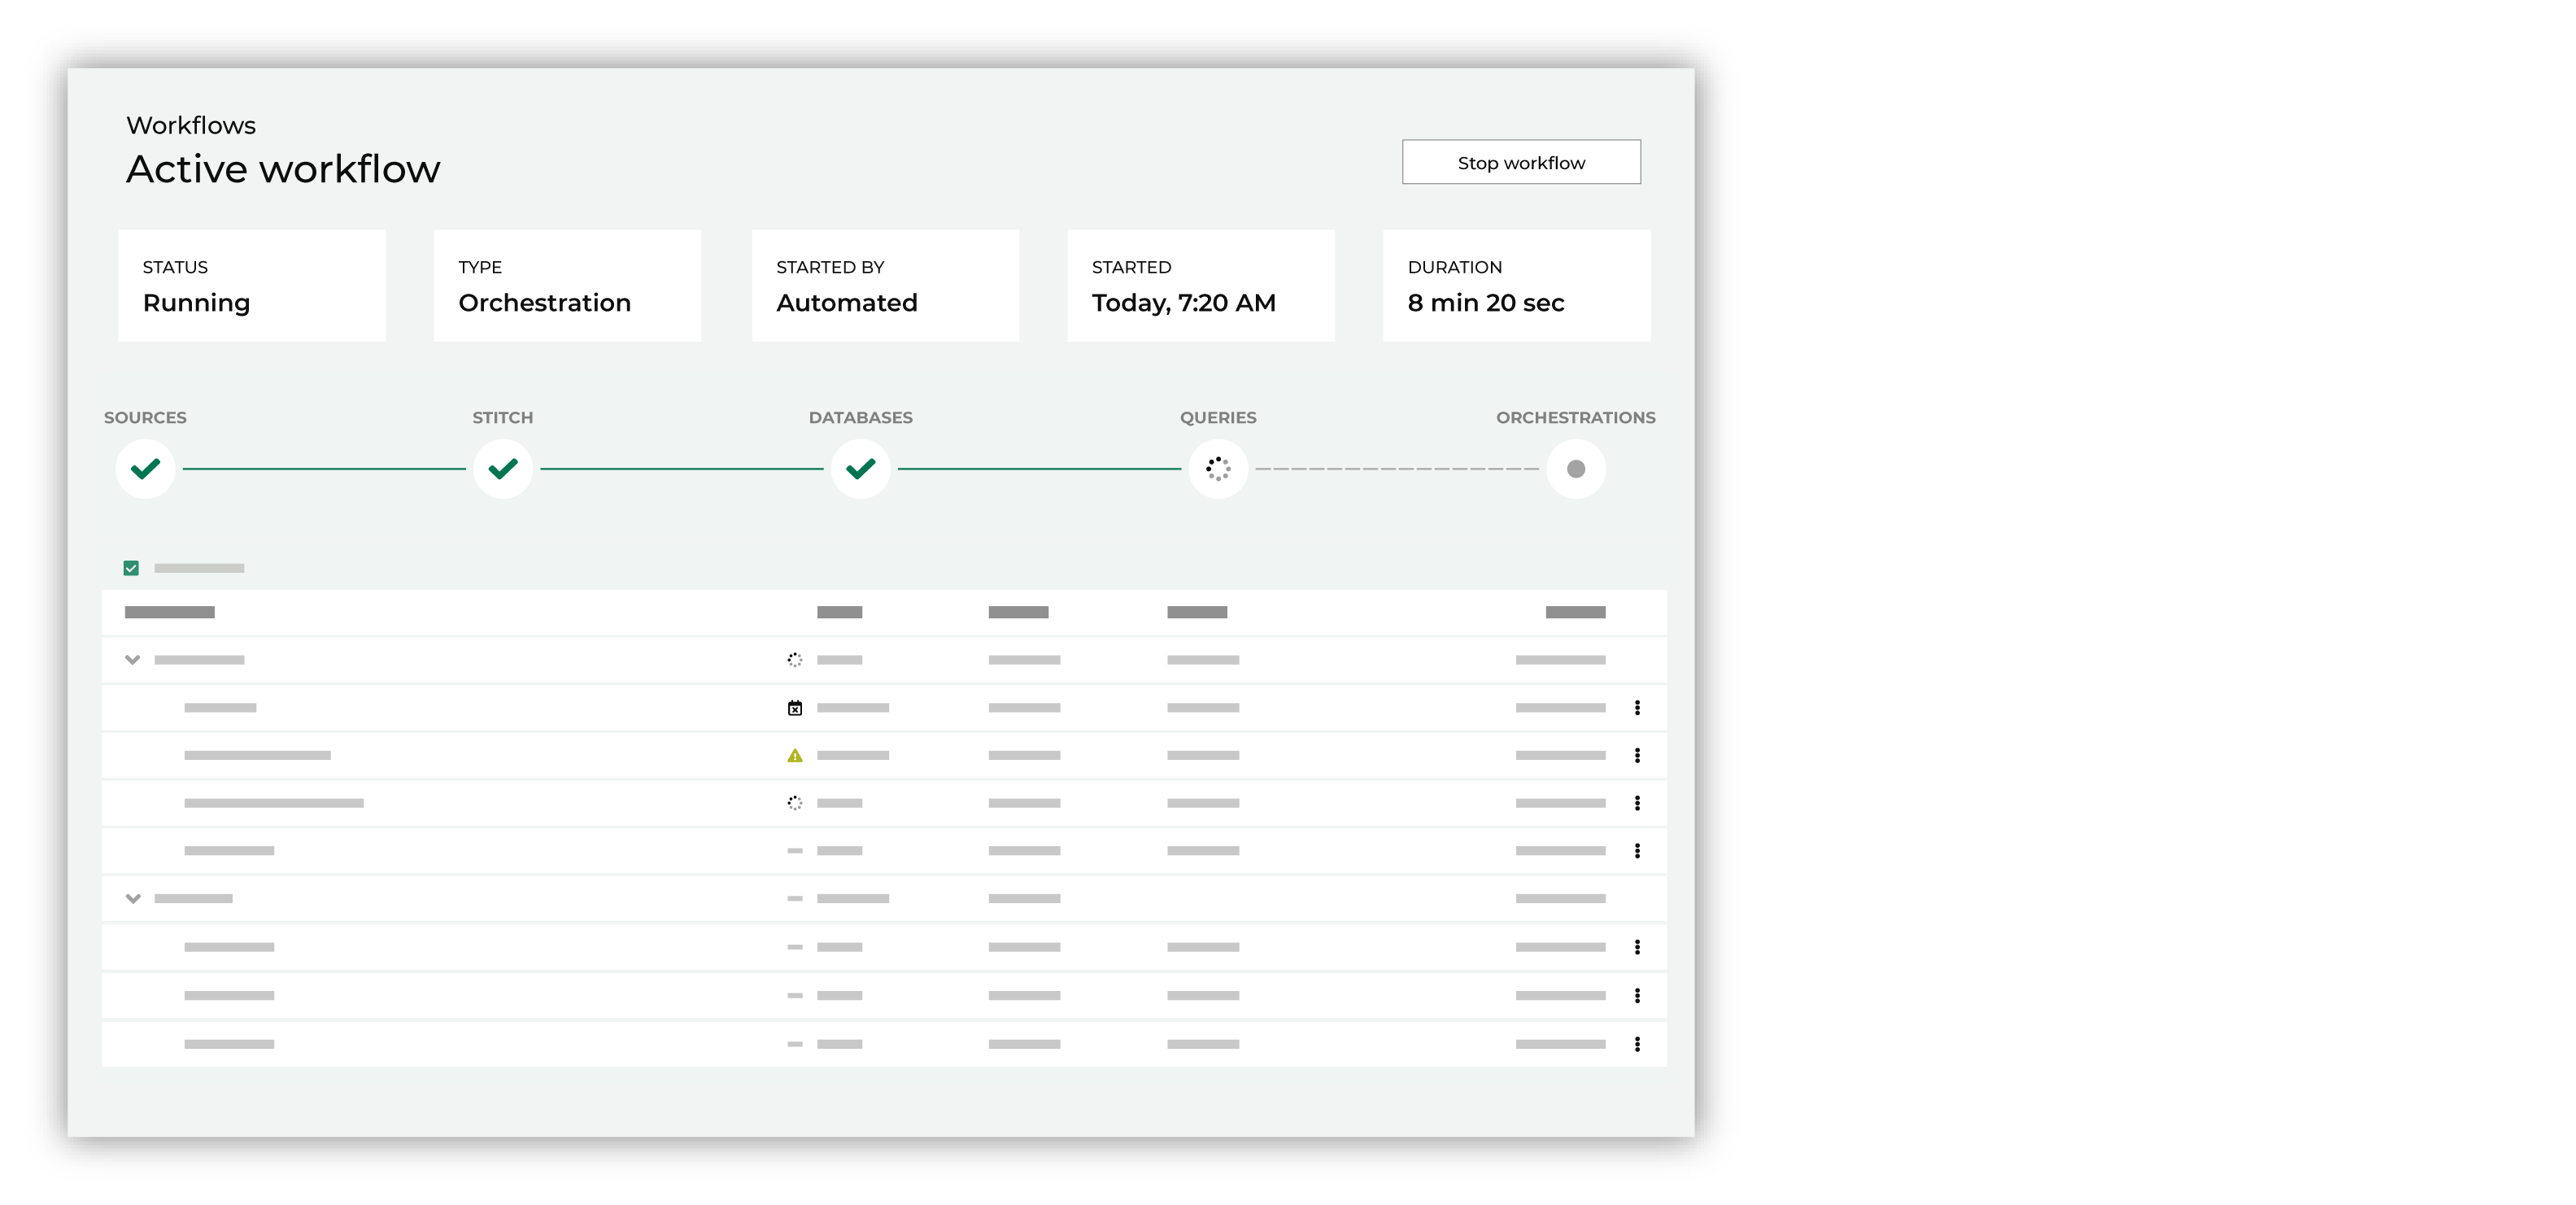 Workflows
Active workflow
Stop workflow
STATUS
Running
TYPE
Orchestration
STARTED BY
Automated
STARTED
Today, 7:20 AM
DURATION
8 min 20 sec
SOURCES
STITCH
DATABASES
QUERIES
ORCHESTRATIONS